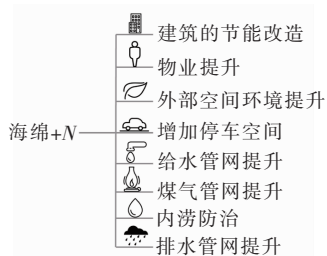 建筑的节能改造
物业提升
外部空间环境提升
海绵+N
增加停车空间
给水管网提升
煤气管网提升
内涝防治
排水管网提升